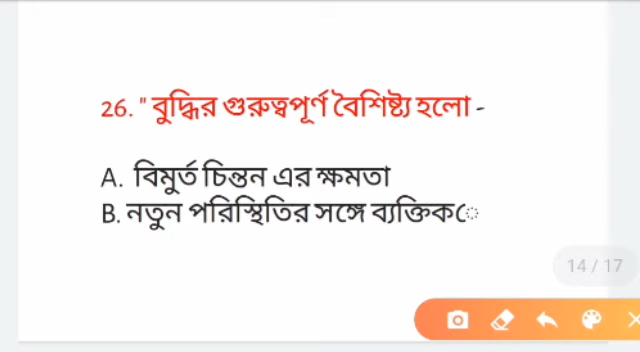 26. " বুদ্ধির গুরুত্বপূর্ণ বৈশিষ্ট্য হলো -
A. বিমুর্ত চিন্তন এর ক্ষমতা
B. নতুন পরিস্থিতির সঙ্গে ব্যক্তিকে
14 / 17